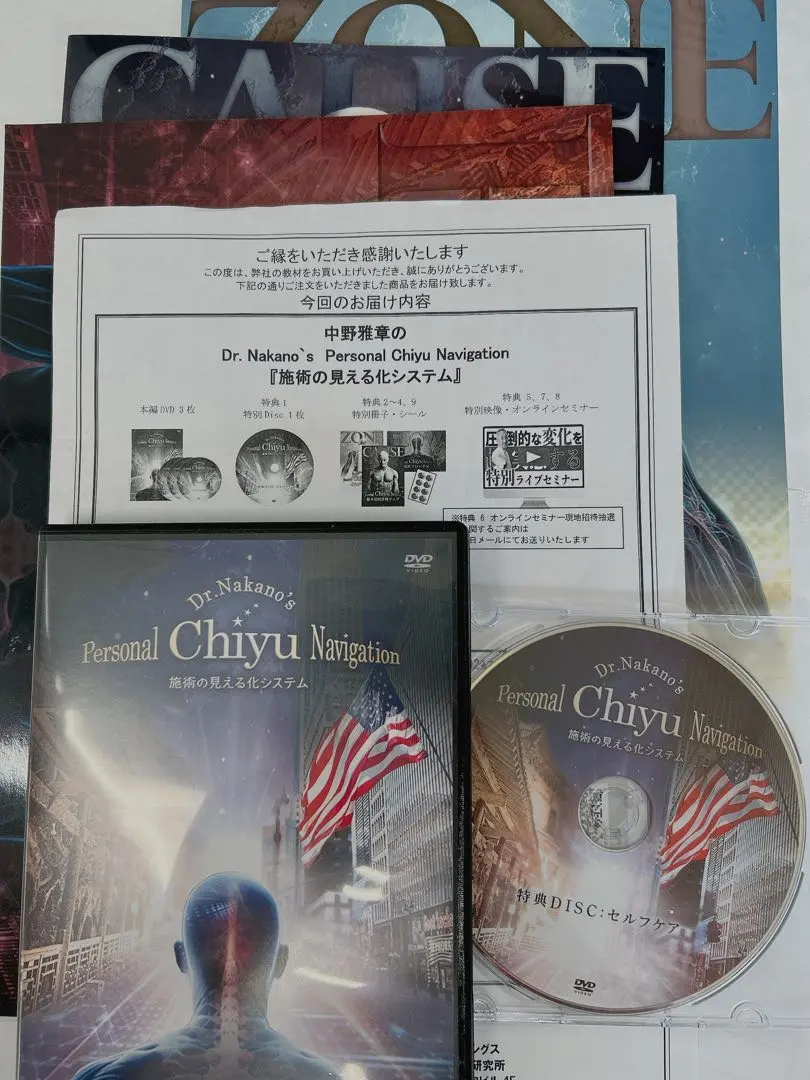 ZONE
CAUSE
ご縁をいただき感謝いたします
この度は、弊社の教材をお買い上げいただき、誠にありがとうございます。
下記の通りご注文をいただきました商品をお届け致します。
今回のお届け内容
中野雅章の
Dr. Nakano`s Personal Chiyu Navigation
『施術の見える化システム』
本編DVD 3枚
特典1
特別Disc 1枚
特典2~4、9
特別冊子・シール
特典 5、7、8
特別映像・オンラインセミナー
ZONE
CAUSE
圧倒的な変化を
する
特別ライブセミナー
※特典 6 オンラインセミナー現地招待抽選
関するご案内は
日メールにてお送りいたします
DVD
VIDEO
Dr.Nakano's
Personal Chiyu Navigation
施術の見える化システム
Dr.Nakano's
Personal Chiyu Navigation
施術の見える化システム
特典DISC:セルフケア
DVD
VIDEO
ングス
研究所